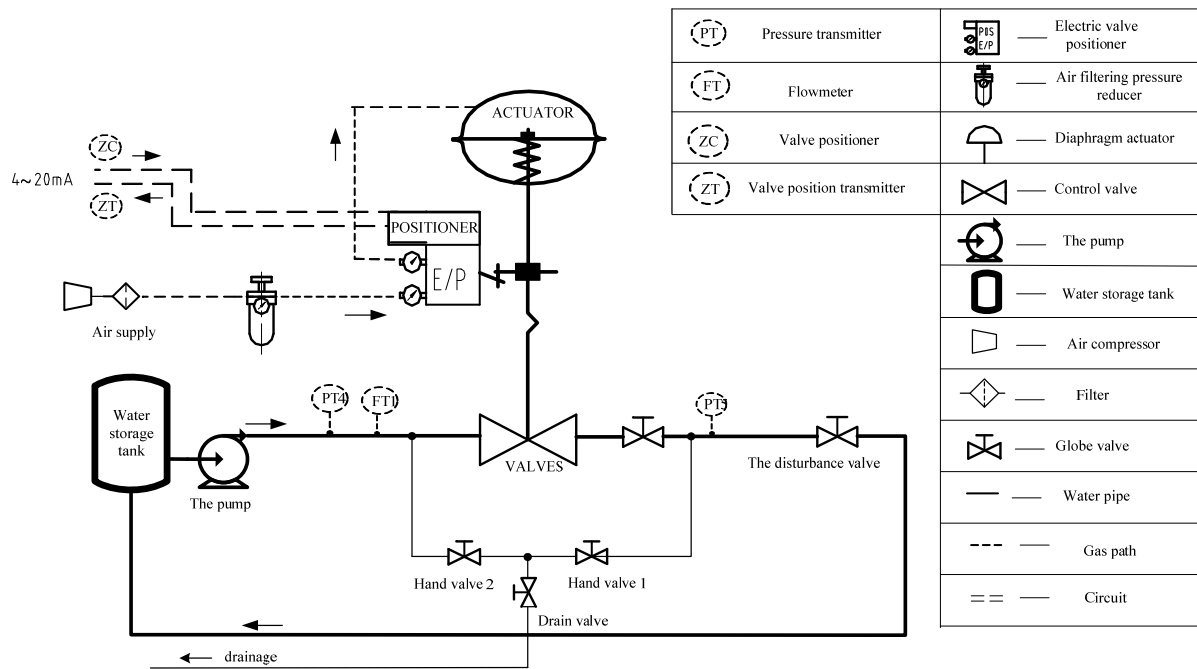 ACTUATOR
ZC
4~20mA
ZT
POSITIONER
E/P
Air supply
Water
storage
tank
The pump
PT4
FT1
VALVES
PT5
The disturbance valve
Hand valve 2
Hand valve 1
Drain valve
drainage
PT Pressure transmitter
FT Flowmeter
ZC Valve positioner
ZT Valve position transmitter
POS
E/P
Electric valve
positioner
Air filtering pressure
reducer
Diaphragm actuator
Control valve
The pump
Water storage tank
Air compressor
Filter
Globe valve
Water pipe
Gas path
Circuit